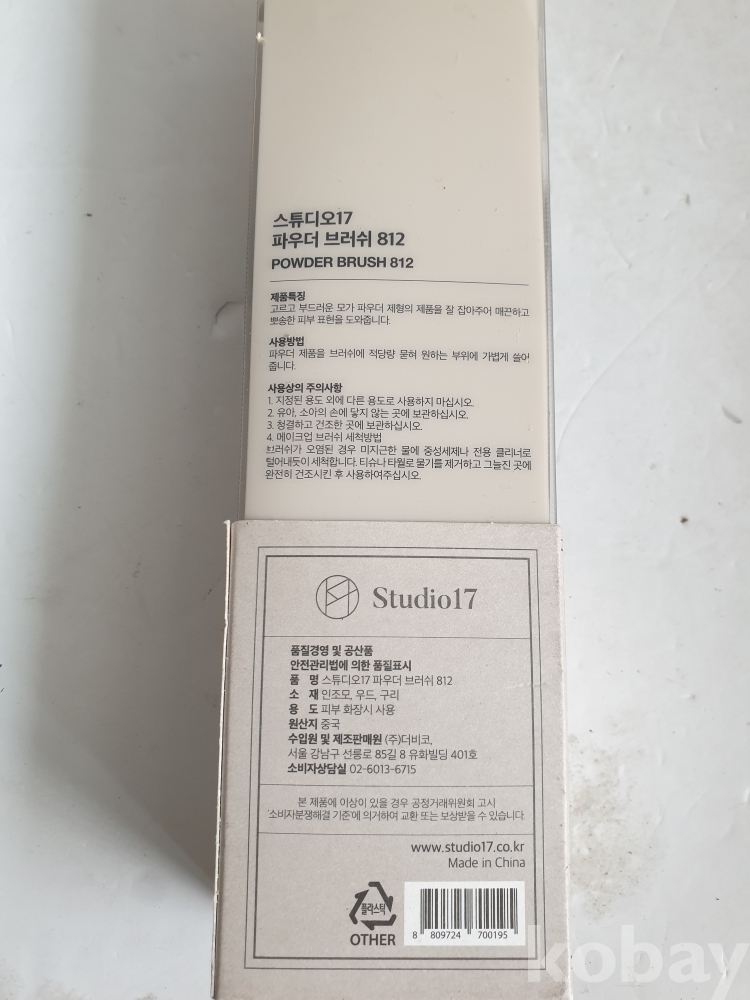 스튜디오17
파우더 브러쉬 812
POWDER BRUSH 812
제품특징
고르고 부드러운 모가 파우더 제형의 제품을 잘 잡아주어 매끈하고
뽀송한 피부 표현을 도와줍니다.
사용방법
파우더 제품을 브러쉬에 적당량 묻혀 원하는 부위에 가볍게 쓸어
줍니다.
사용상의 주의사항
1. 지정된 용도 외에 다른 용도로 사용하지 마십시오.
2. 유아, 소아의 손에 닿지 않는 곳에 보관하십시오.
3. 청결하고 건조한 곳에 보관하십시오.
4. 메이크업 브러쉬 세척방법
브러쉬가 오염된 경우 미지근한 물에 중성세제나 전용 클리너로
털어내듯이 세척합니다. 티슈나 타월로 물기를 제거하고 그늘진 곳에
완전히 건조시킨 후 사용하여주십시오.
Studio17
품질경영 및 공산품
안전관리법에 의한 품질표시
품 명 스튜디오17 파우더 브러쉬 812
소 재 인조모, 우드, 구리
용 도 피부 화장시 사용
원산지 중국
수입원 및 제조판매원 (주)더비코,
서울 강남구 선릉로 85길 8 유화빌딩 401호
소비자상담실 02-6013-6715
본 제품에 이상이 있을 경우 공정거래위원회 고시
'소비자분쟁해결 기준'에 의거하여 교환 또는 보상받을 수 있습니다.
www.studio17.co.kr
Made in China
플라스틱
OTHER
8 809724 700195
kobay